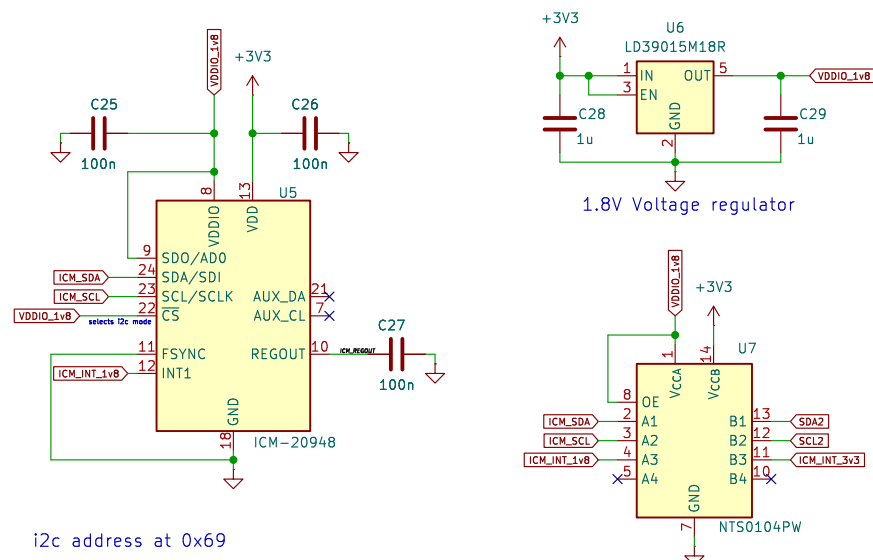 VDDIO_1v8
+3V3
C25
100n
C26
100n
U5
8
VDDIO
13
VDD
9
SDO/AD0
ICM_SDA
24
SDA/SDI
ICM_SCL
23
SCL/SCLK
VDDIO_1v8
22
CS
selects i2c mode
11
FSYNC
ICM_INT_1v8
12
INT1
AUX_DA
21
AUX_CL
7
REGOUT
10
ICM_REGOUT
C27
100n
GND
18
ICM-20948
i2c address at 0x69
+3V3
U6
LD39015M18R
1
IN
OUT
5
3
EN
GND
2
VDDIO_1v8
C28
1u
C29
1u
1.8V Voltage regulator
VDDIO_1v8
+3V3
U7
1
VCCA
14
VCCB
8
OE
ICM_SDA
2
A1
B1
13
SDA2
ICM_SCL
3
A2
B2
12
SCL2
ICM_INT_1v8
4
A3
B3
11
ICM_INT_3v3
5
A4
B4
10
GND
7
NTS0104PW